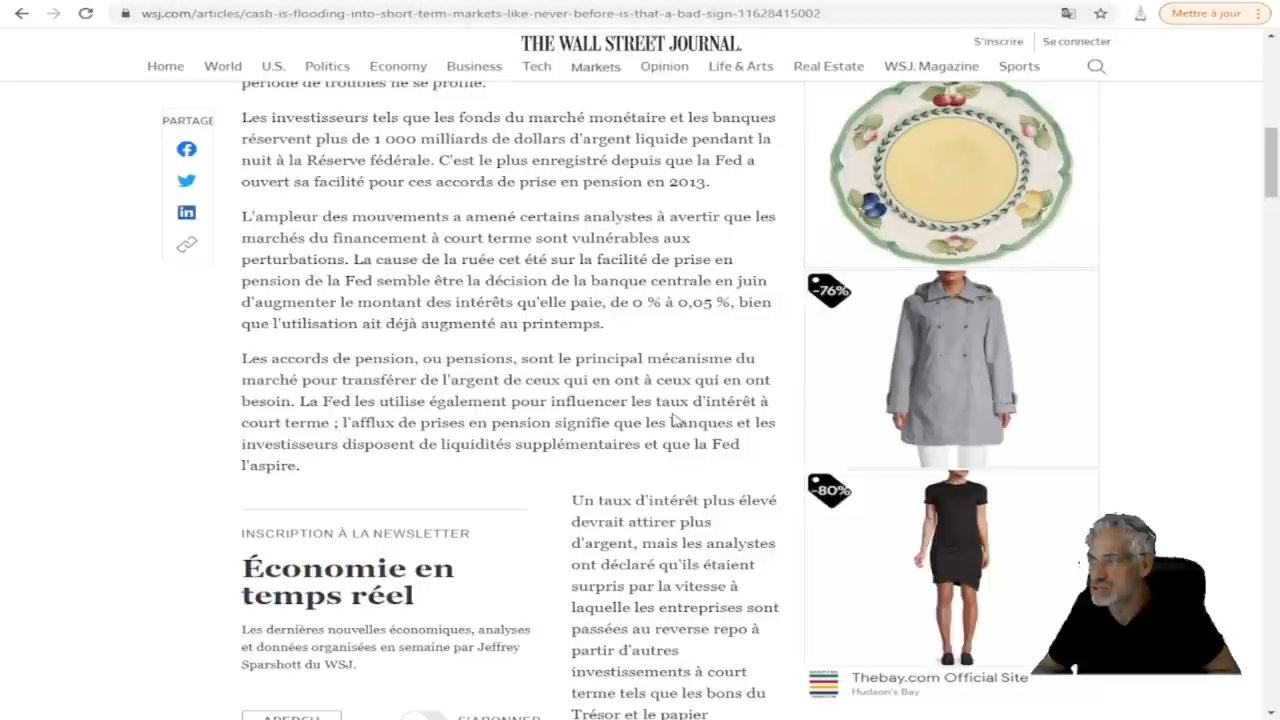 wsj.com/articles/cash-is-flooding-into-short-term-markets-like-never-before-is-that-a-bad-sign-11628415002
Mettre à jour
THE WALL STREET JOURNAL.
S'inscrire
Se connecter
Home World U.S. Politics Economy Business Tech Markets Opinion Life & Arts Real Estate WSJ. Magazine Sports
période de troubles ne se profile.
PARTAGE
Les investisseurs tels que les fonds du marché monétaire et les banques
réservent plus de 1 000 milliards de dollars d'argent liquide pendant la
nuit à la Réserve fédérale. C'est le plus enregistré depuis que la Fed a
ouvert sa facilité pour ces accords de prise en pension en 2013.
L'ampleur des mouvements a amené certains analystes à avertir que les
marchés du financement à court terme sont vulnérables aux
perturbations. La cause de la ruée cet été sur la facilité de prise en
pension de la Fed semble être la décision de la banque centrale en juin
d'augmenter le montant des intérêts qu'elle paie, de 0 % à 0,05 %, bien
que l'utilisation ait déjà augmenté au printemps.
Les accords de pension, ou pensions, sont le principal mécanisme du
marché pour transférer de l'argent de ceux qui en ont à ceux qui en ont
besoin. La Fed les utilise également pour influencer les taux d'intérêt à
court terme ; l'afflux de prises en pension signifie que les banques et les
investisseurs disposent de liquidités supplémentaires et que la Fed
l'aspire.
INSCRIPTION À LA NEWSLETTER
Économie en
temps réel
Les dernières nouvelles économiques, analyses
et données organisées en semaine par Jeffrey
Sparshott du WSJ.
APERÇU
S'ABONNER
Un taux d'intérêt plus élevé
devrait attirer plus
d'argent, mais les analystes
ont déclaré qu'ils étaient
surpris par la vitesse à
laquelle les entreprises sont
passées au reverse repo à
partir d'autres
investissements à court
terme tels que les bons du
Trésor et le papier
-76%
-80%
Thebay.com Official Site
Hudson's Bay